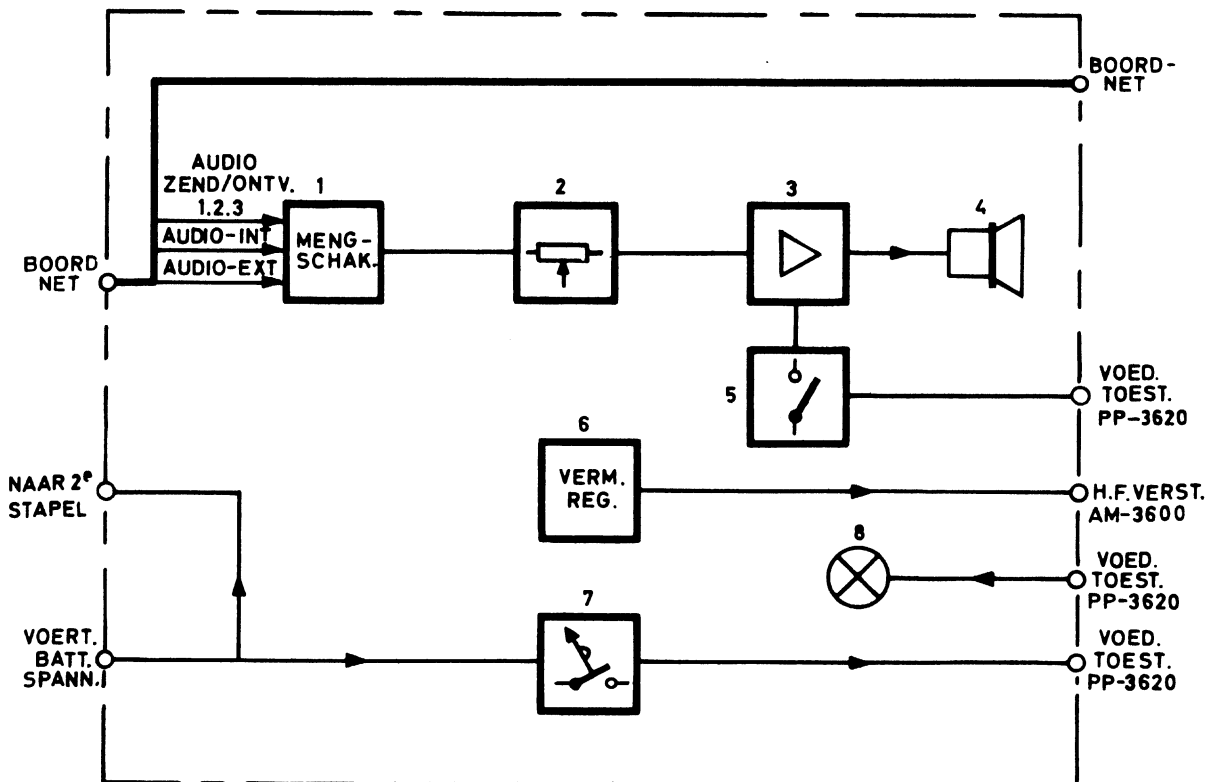 BOORD-
NET
AUDIO
ZEND/ONTV.
1.2.3
AUDIO-INT
AUDIO-EXT
1
MENG-
SCHAK.
2
3
4
BOORD
NET
5
VOED.
TOEST.
PP-3620
6
VERM.
REG.
NAAR 2e
STAPEL
H.F.VERST.
AM-3600
8
VOED.
TOEST.
PP-3620
7
VOERT.
BATT.
SPANN.
VOED.
TOEST.
PP-3620